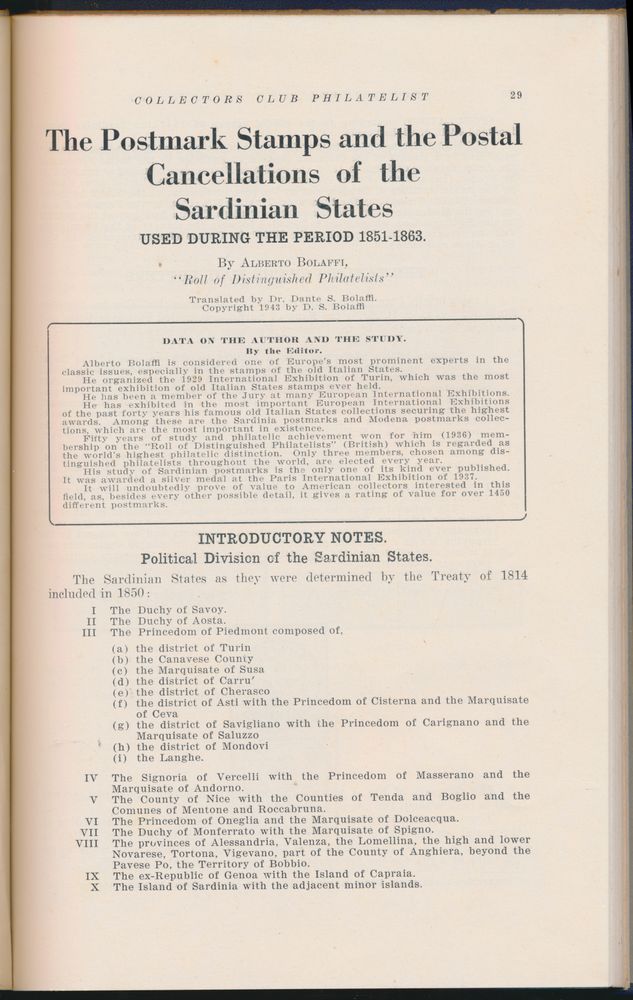 COLLECTORS CLUB PHILATELIST 29
The Postmark Stamps and the Postal
Cancellations of the
Sardinian States
USED DURING THE PERIOD 1851-1863.
By ALBERTO BOLAFFI,
"Roll of Distinguished Philatelists"
Translated by Dr. Dante S. Bolaffi.
Copyright 1943 by D. S. Bolaffi
DATA ON THE AUTHOR AND THE STUDY.
By the Editor.
Alberto Bolaffi is considered one of Europe's most prominent experts in the
classic issues, especially in the stamps of the old Italian States.
He organized the 1929 International Exhibition of Turin, which was the most
important exhibition of old Italian States stamps ever held.
He has been a member of the Jury at many European International Exhibitions.
He has exhibited in the most important European International Exhibitions
of the past forty years his famous old Italian States collections securing the highest
awards. Among these are the Sardinia postmarks and Modena postmarks collec-
tions, which are the most important in existence.
Fifty years of study and philatelic achievement won for him (1936) mem-
bership on the "Roll of Distinguished Philatelists" (British) which is regarded as
the world's highest philatelic distinction. Only three members, chosen among dis-
tinguished philatelists throughout the world, are elected every year.
His study of Sardinian postmarks is the only one of its kind ever published.
It was awarded a silver medal at the Paris International Exhibition of 1937.
It will undoubtedly prove of value to American collectors interested in this
field, as, besides every other possible detail, it gives a rating of value for over 1450
different postmarks.
INTRODUCTORY NOTES.
Political Division of the Sardinian States.
The Sardinian States as they were determined by the Treaty of 1814
included in 1850:
I The Duchy of Savoy.
II The Duchy of Aosta.
III The Princedom of Piedmont composed of,
(a) the district of Turin
(b) the Canavese County
(c) the Marquisate of Susa
(d) the district of Carru'
(e) the district of Cherasco
(f) the district of Asti with the Princedom of Cisterna and the Marquisate
of Ceva
(g) the district of Savigliano with the Princedom of Carignano and the
Marquisate of Saluzzo
(h) the district of Mondovi
(i) the Langhe.
IV The Signoria of Vercelli with the Princedom of Masserano and the
Marquisate of Andorno.
V The County of Nice with the Counties of Tenda and Boglio and the
Comunes of Mentone and Roccabruna.
VI The Princedom of Oneglia and the Marquisate of Dolceacqua.
VII The Duchy of Monferrato with the Marquisate of Spigno.
VIII The provinces of Alessandria, Valenza, the Lomellina, the high and lower
Novarese, Tortona, Vigevano, part of the County of Anghiera, beyond the
Pavese Po, the Territory of Bobbio.
IX The ex-Republic of Genoa with the Island of Capraia.
X The Island of Sardinia with the adjacent minor islands.